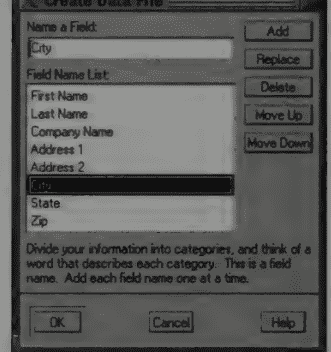 Create Data File
Name a Field:
City
Add
Replace
Field Name List:
Delete
First Name
Last Name
Move Up
Company Name
Move Down
Address 1
Address 2
City
State
Zip
Divide your information into categories, and think of a
word that describes each category. This is a field
name. Add each field name one at a time.
OK
Cancel
Help